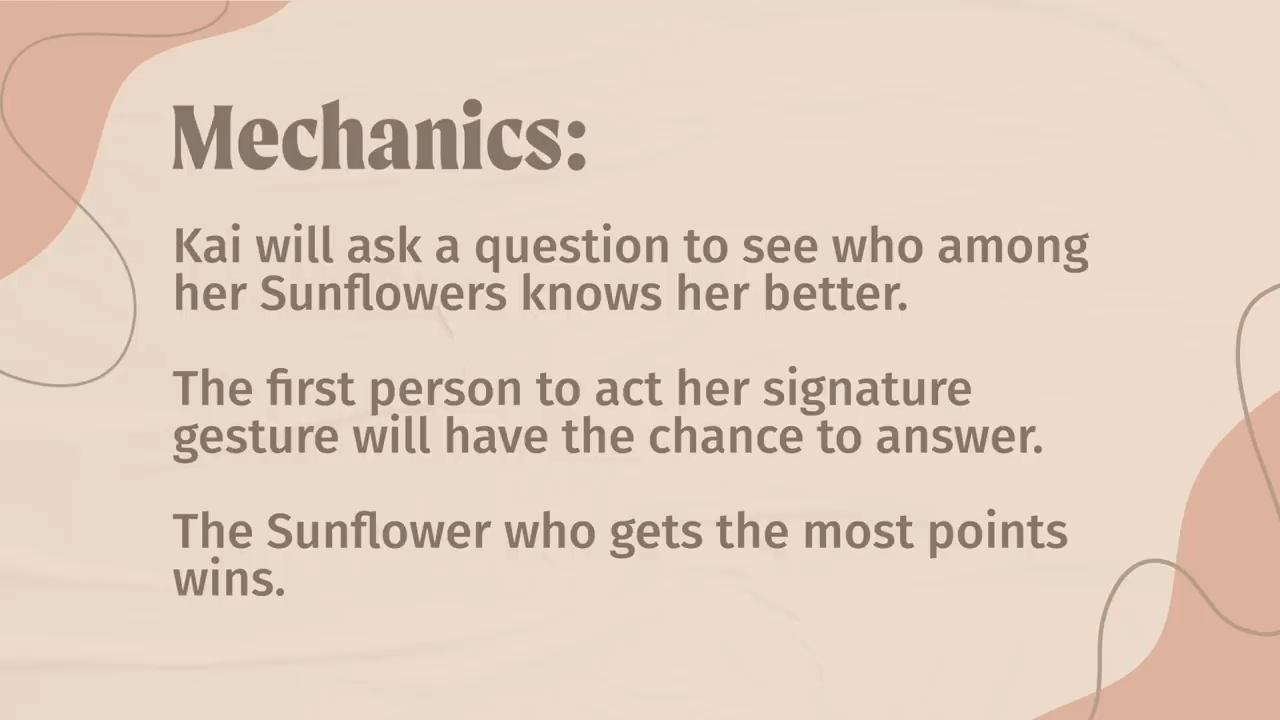 Mechanics:
Kai will ask a question to see who among
her Sunflowers knows her better.
The first person to act her signature
gesture will have the chance to answer.
The Sunflower who gets the most points
wins.